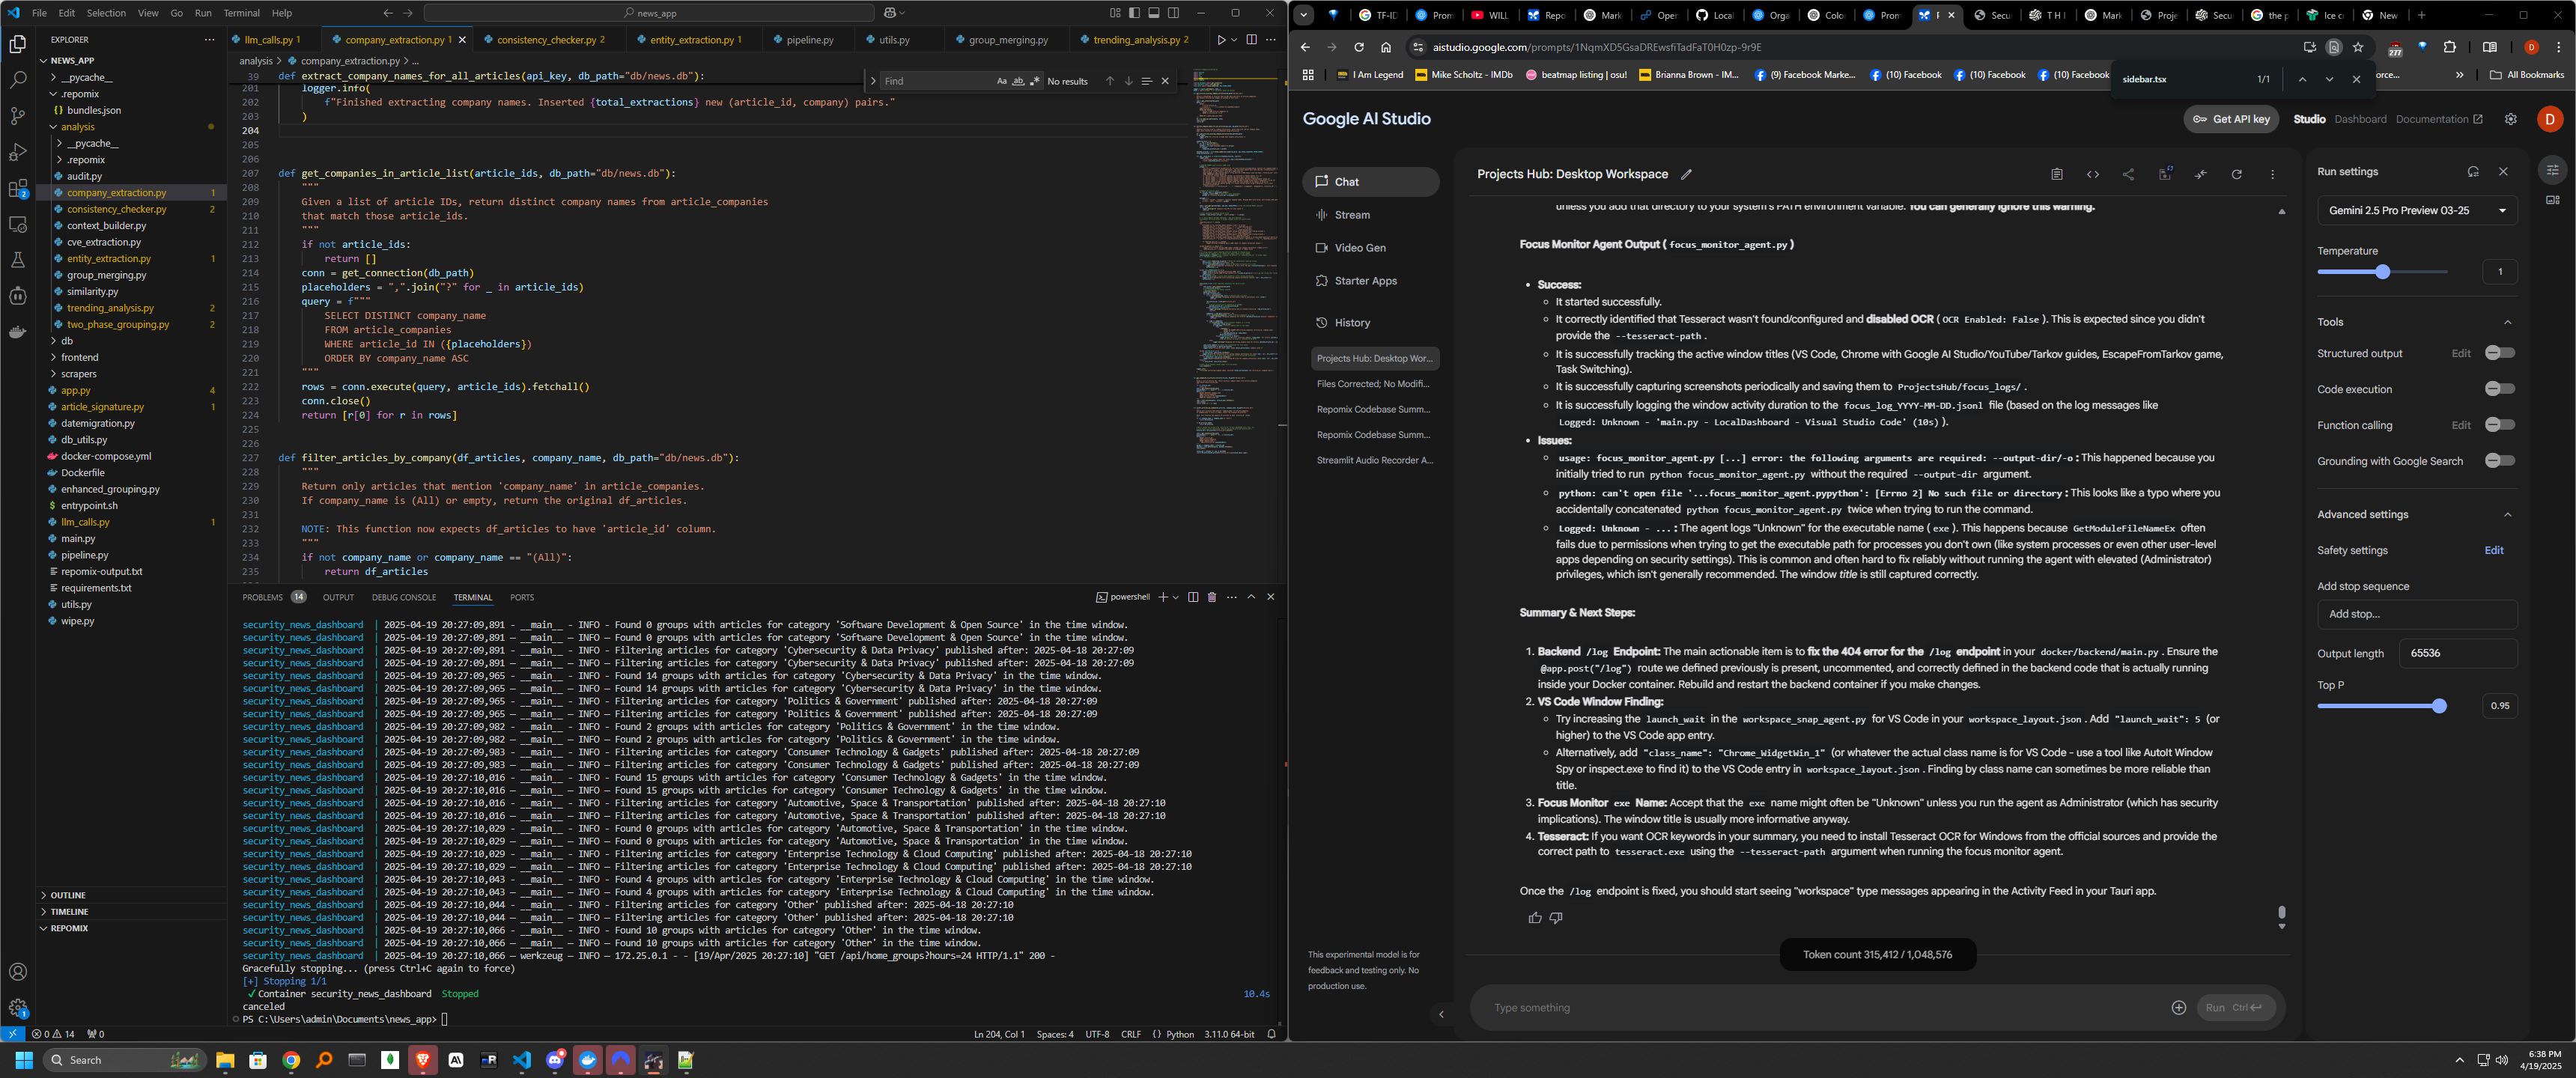 File Edit Selection View Go Run Terminal Help
news_app
EXPLORER
NEWS_APP
__pycache__
.repomix
bundles.json
analysis
__pycache__
.repomix
audit.py
company_extraction.py 1
consistency_checker.py 2
context_builder.py
cve_extraction.py
entity_extraction.py 1
group_merging.py
similarity.py
trending_analysis.py 2
two_phase_grouping.py 2
db
frontend
scrapers
app.py 4
article_signature.py 1
datemigration.py
db_utils.py
docker-compose.yml
Dockerfile
enhanced_grouping.py
entrypoint.sh
llm_calls.py 1
main.py
pipeline.py
repomix-output.txt
requirements.txt
utils.py
wipe.py
OUTLINE
TIMELINE
REPOMIX
llm_calls.py 1 company_extraction.py 1 consistency_checker.py 2 entity_extraction.py 1 pipeline.py utils.py group_merging.py trending_analysis.py 2
analysis > company_extraction.py > ...
Find Aa ab No results
39 def extract_company_names_for_all_articles(api_key, db_path="db/news.db"):
201 logger.info(
202 f"Finished extracting company names. Inserted {total_extractions} new (article_id, company) pairs."
203 )
204
205
206
207 def get_companies_in_article_list(article_ids, db_path="db/news.db"):
208 """
209 Given a list of article IDs, return distinct company names from article_companies
210 that match those article_ids.
211 """
212 if not article_ids:
213 return []
214 conn = get_connection(db_path)
215 placeholders = ",".join("?" for _ in article_ids)
216 query = f"""
217 SELECT DISTINCT company_name
218 FROM article_companies
219 WHERE article_id IN ({placeholders})
220 ORDER BY company_name ASC
221 """
222 rows = conn.execute(query, article_ids).fetchall()
223 conn.close()
224 return [r[0] for r in rows]
225
226
227 def filter_articles_by_company(df_articles, company_name, db_path="db/news.db"):
228 """
229 Return only articles that mention 'company_name' in article_companies.
230 If company_name is (All) or empty, return the original df_articles.
231
232 NOTE: This function now expects df_articles to have 'article_id' column.
233 """
234 if not company_name or company_name == "(All)":
235 return df_articles
PROBLEMS 14 OUTPUT DEBUG CONSOLE TERMINAL PORTS
powershell
security_news_dashboard | 2025-04-19 20:27:09,891 - __main__ - INFO - Found 0 groups with articles for category 'Software Development & Open Source' in the time window.
security_news_dashboard | 2025-04-19 20:27:09,891 — __main__ — INFO — Found 0 groups with articles for category 'Software Development & Open Source' in the time window.
security_news_dashboard | 2025-04-19 20:27:09,891 - __main__ - INFO - Filtering articles for category 'Cybersecurity & Data Privacy' published after: 2025-04-18 20:27:09
security_news_dashboard | 2025-04-19 20:27:09,891 — __main__ — INFO — Filtering articles for category 'Cybersecurity & Data Privacy' published after: 2025-04-18 20:27:09
security_news_dashboard | 2025-04-19 20:27:09,965 - __main__ - INFO - Found 14 groups with articles for category 'Cybersecurity & Data Privacy' in the time window.
security_news_dashboard | 2025-04-19 20:27:09,965 — __main__ — INFO — Found 14 groups with articles for category 'Cybersecurity & Data Privacy' in the time window.
security_news_dashboard | 2025-04-19 20:27:09,965 - __main__ - INFO - Filtering articles for category 'Politics & Government' published after: 2025-04-18 20:27:09
security_news_dashboard | 2025-04-19 20:27:09,965 — __main__ — INFO — Filtering articles for category 'Politics & Government' published after: 2025-04-18 20:27:09
security_news_dashboard | 2025-04-19 20:27:09,982 - __main__ - INFO - Found 2 groups with articles for category 'Politics & Government' in the time window.
security_news_dashboard | 2025-04-19 20:27:09,982 — __main__ — INFO — Found 2 groups with articles for category 'Politics & Government' in the time window.
security_news_dashboard | 2025-04-19 20:27:09,983 - __main__ - INFO - Filtering articles for category 'Consumer Technology & Gadgets' published after: 2025-04-18 20:27:09
security_news_dashboard | 2025-04-19 20:27:09,983 — __main__ — INFO — Filtering articles for category 'Consumer Technology & Gadgets' published after: 2025-04-18 20:27:09
security_news_dashboard | 2025-04-19 20:27:10,016 - __main__ - INFO - Found 15 groups with articles for category 'Consumer Technology & Gadgets' in the time window.
security_news_dashboard | 2025-04-19 20:27:10,016 — __main__ — INFO — Found 15 groups with articles for category 'Consumer Technology & Gadgets' in the time window.
security_news_dashboard | 2025-04-19 20:27:10,016 - __main__ - INFO - Filtering articles for category 'Automotive, Space & Transportation' published after: 2025-04-18 20:27:10
security_news_dashboard | 2025-04-19 20:27:10,016 — __main__ — INFO — Filtering articles for category 'Automotive, Space & Transportation' published after: 2025-04-18 20:27:10
security_news_dashboard | 2025-04-19 20:27:10,029 - __main__ - INFO - Found 0 groups with articles for category 'Automotive, Space & Transportation' in the time window.
security_news_dashboard | 2025-04-19 20:27:10,029 — __main__ — INFO — Found 0 groups with articles for category 'Automotive, Space & Transportation' in the time window.
security_news_dashboard | 2025-04-19 20:27:10,029 - __main__ - INFO - Filtering articles for category 'Enterprise Technology & Cloud Computing' published after: 2025-04-18 20:27:10
security_news_dashboard | 2025-04-19 20:27:10,029 — __main__ — INFO — Filtering articles for category 'Enterprise Technology & Cloud Computing' published after: 2025-04-18 20:27:10
security_news_dashboard | 2025-04-19 20:27:10,043 - __main__ - INFO - Found 4 groups with articles for category 'Enterprise Technology & Cloud Computing' in the time window.
security_news_dashboard | 2025-04-19 20:27:10,043 — __main__ — INFO — Found 4 groups with articles for category 'Enterprise Technology & Cloud Computing' in the time window.
security_news_dashboard | 2025-04-19 20:27:10,044 - __main__ - INFO - Filtering articles for category 'Other' published after: 2025-04-18 20:27:10
security_news_dashboard | 2025-04-19 20:27:10,044 — __main__ — INFO — Filtering articles for category 'Other' published after: 2025-04-18 20:27:10
security_news_dashboard | 2025-04-19 20:27:10,066 - __main__ - INFO - Found 10 groups with articles for category 'Other' in the time window.
security_news_dashboard | 2025-04-19 20:27:10,066 — __main__ — INFO — Found 10 groups with articles for category 'Other' in the time window.
security_news_dashboard | 2025-04-19 20:27:10,066 — werkzeug — INFO — 172.25.0.1 - - [19/Apr/2025 20:27:10] "GET /api/home_groups?hours=24 HTTP/1.1" 200 -
Gracefully stopping... (press Ctrl+C again to force)
[+] Stopping 1/1
✓ Container security_news_dashboard Stopped 10.4s
canceled
PS C:\Users\admin\Documents\news_app>
0 14 0 Ln 204, Col 1 Spaces: 4 UTF-8 CRLF {} Python 3.11.0 64-bit
TF-ID Prom WILL Repo Mark Open Local Orga Colo Prom F Secu T H I Mark Proje Secu the p Ice c New
aistudio.google.com/prompts/1NqmXD5GsaDREwsfiTadFaT0H0zp-9r9E
277 D
I Am Legend Mike Scholtz - IMDb beatmap listing | osu! Brianna Brown - IM... (9) Facebook Marke... (10) Facebook (10) Facebook (10) Facebook orce... All Bookmarks
sidebar.tsx 1/1
Google AI Studio
Get API key Studio Dashboard Documentation D
Chat
Stream
Video Gen
Starter Apps
History
Projects Hub: Desktop Wor...
Files Corrected; No Modifi...
Repomix Codebase Summ...
Repomix Codebase Summ...
Streamlit Audio Recorder A...
This experimental model is for
feedback and testing only. No
production use.
Projects Hub: Desktop Workspace
unless you add that directory to your system's PATH environment variable. You can generally ignore this warning.
Focus Monitor Agent Output ( focus_monitor_agent.py )
Success:
It started successfully.
It correctly identified that Tesseract wasn't found/configured and disabled OCR ( OCR Enabled: False ). This is expected since you didn't
provide the --tesseract-path .
It is successfully tracking the active window titles (VS Code, Chrome with Google AI Studio/YouTube/Tarkov guides, EscapeFromTarkov game,
Task Switching).
It is successfully capturing screenshots periodically and saving them to ProjectsHub/focus_logs/ .
It is successfully logging the window activity duration to the focus_log_YYYY-MM-DD.jsonl file (based on the log messages like
Logged: Unknown - 'main.py - LocalDashboard - Visual Studio Code' (10s) ).
Issues:
usage: focus_monitor_agent.py [...] error: the following arguments are required: --output-dir/-o : This happened because you
initially tried to run python focus_monitor_agent.py without the required --output-dir argument.
python: can't open file '...focus_monitor_agent.pypython': [Errno 2] No such file or directory : This looks like a typo where you
accidentally concatenated python focus_monitor_agent.py twice when trying to run the command.
Logged: Unknown - ... : The agent logs "Unknown" for the executable name ( exe ). This happens because GetModuleFileNameEx often
fails due to permissions when trying to get the executable path for processes you don't own (like system processes or even other user-level
apps depending on security settings). This is common and often hard to fix reliably without running the agent with elevated (Administrator)
privileges, which isn't generally recommended. The window title is still captured correctly.
Summary & Next Steps:
1. Backend /log Endpoint: The main actionable item is to fix the 404 error for the /log endpoint in your docker/backend/main.py . Ensure the
@app.post("/log") route we defined previously is present, uncommented, and correctly defined in the backend code that is actually running
inside your Docker container. Rebuild and restart the backend container if you make changes.
2. VS Code Window Finding:
Try increasing the launch_wait in the workspace_snap_agent.py for VS Code in your workspace_layout.json . Add "launch_wait": 5 (or
higher) to the VS Code app entry.
Alternatively, add "class_name": "Chrome_WidgetWin_1" (or whatever the actual class name is for VS Code - use a tool like AutoIt Window
Spy or inspect.exe to find it) to the VS Code entry in workspace_layout.json . Finding by class name can sometimes be more reliable than
title.
3. Focus Monitor exe Name: Accept that the exe name might often be "Unknown" unless you run the agent as Administrator (which has security
implications). The window title is usually more informative anyway.
4. Tesseract: If you want OCR keywords in your summary, you need to install Tesseract OCR for Windows from the official sources and provide the
correct path to tesseract.exe using the --tesseract-path argument when running the focus monitor agent.
Once the /log endpoint is fixed, you should start seeing "workspace" type messages appearing in the Activity Feed in your Tauri app.
Token count 315,412 / 1,048,576
Type something
Run Ctrl
Run settings
Gemini 2.5 Pro Preview 03-25
Temperature
1
Tools
Structured output Edit
Code execution
Function calling Edit
Grounding with Google Search
Advanced settings
Safety settings Edit
Add stop sequence
Add stop...
Output length 65536
Top P
0.95
Search
6:38 PM
4/19/2025